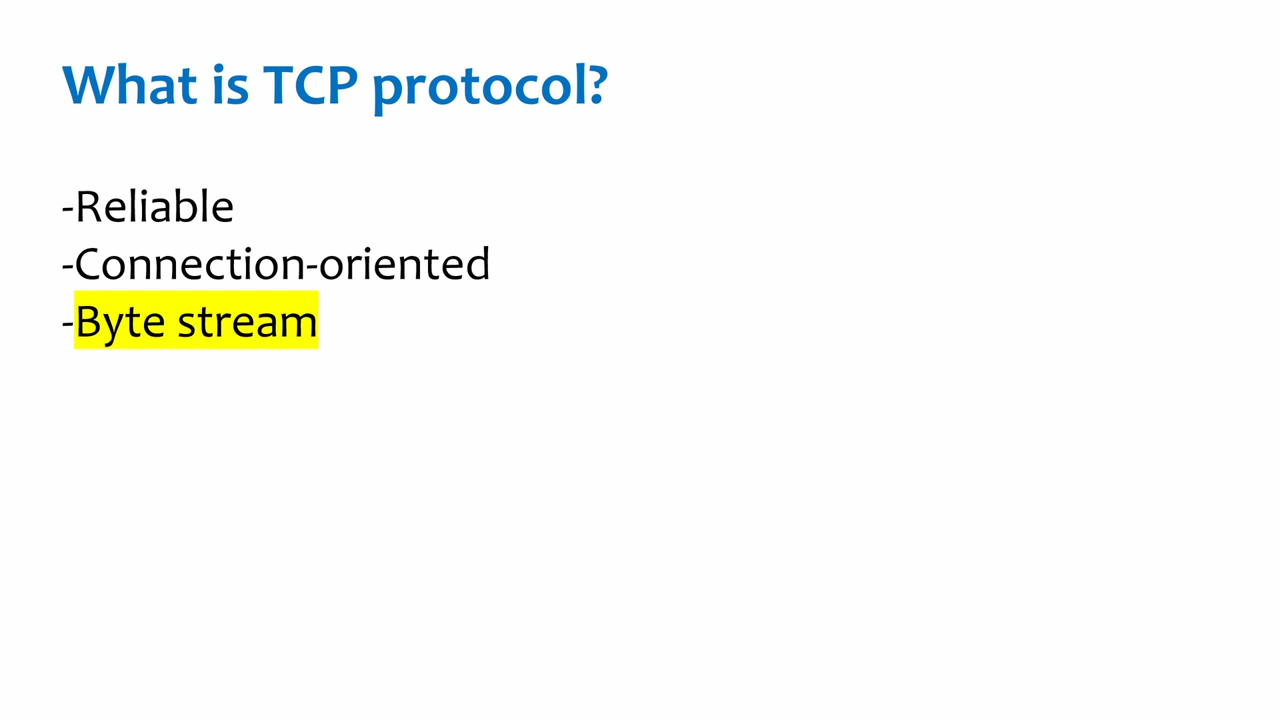 What is TCP protocol?
-Reliable
-Connection-oriented
-Byte stream